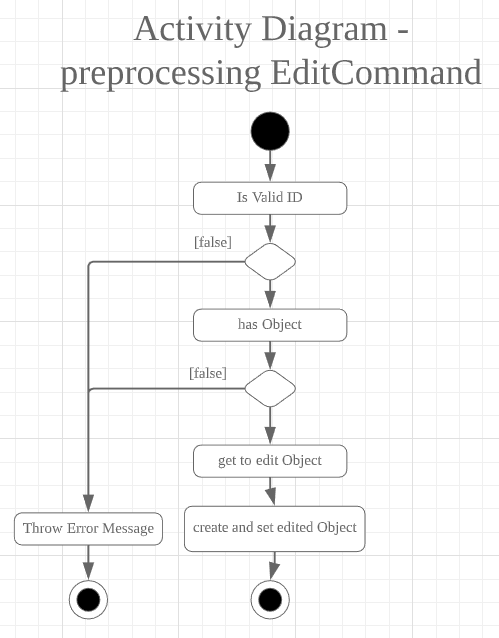 Activity Diagram -
preprocessing EditCommand
Is Valid ID
[false]
has Object
[false]
get to edit Object
Throw Error Message
create and set edited Object